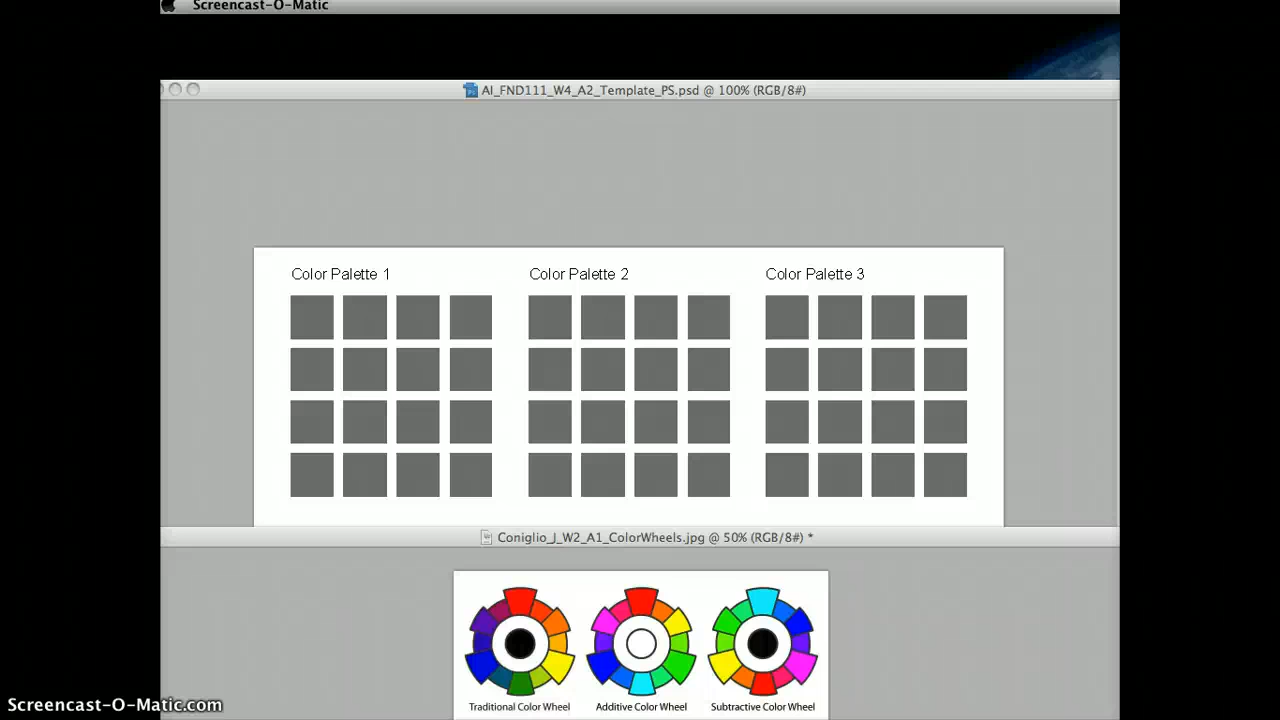 Screencast-O-Matic
AI_FND111_W4_A2_Template_PS.psd @ 100% (RGB/8#)
Color Palette 1
Color Palette 2
Color Palette 3
Coniglio_J_W2_A1_ColorWheels.jpg @ 50% (RGB/8#) *
Traditional Color Wheel
Additive Color Wheel
Subtractive Color Wheel
Screencast-O-Matic.com